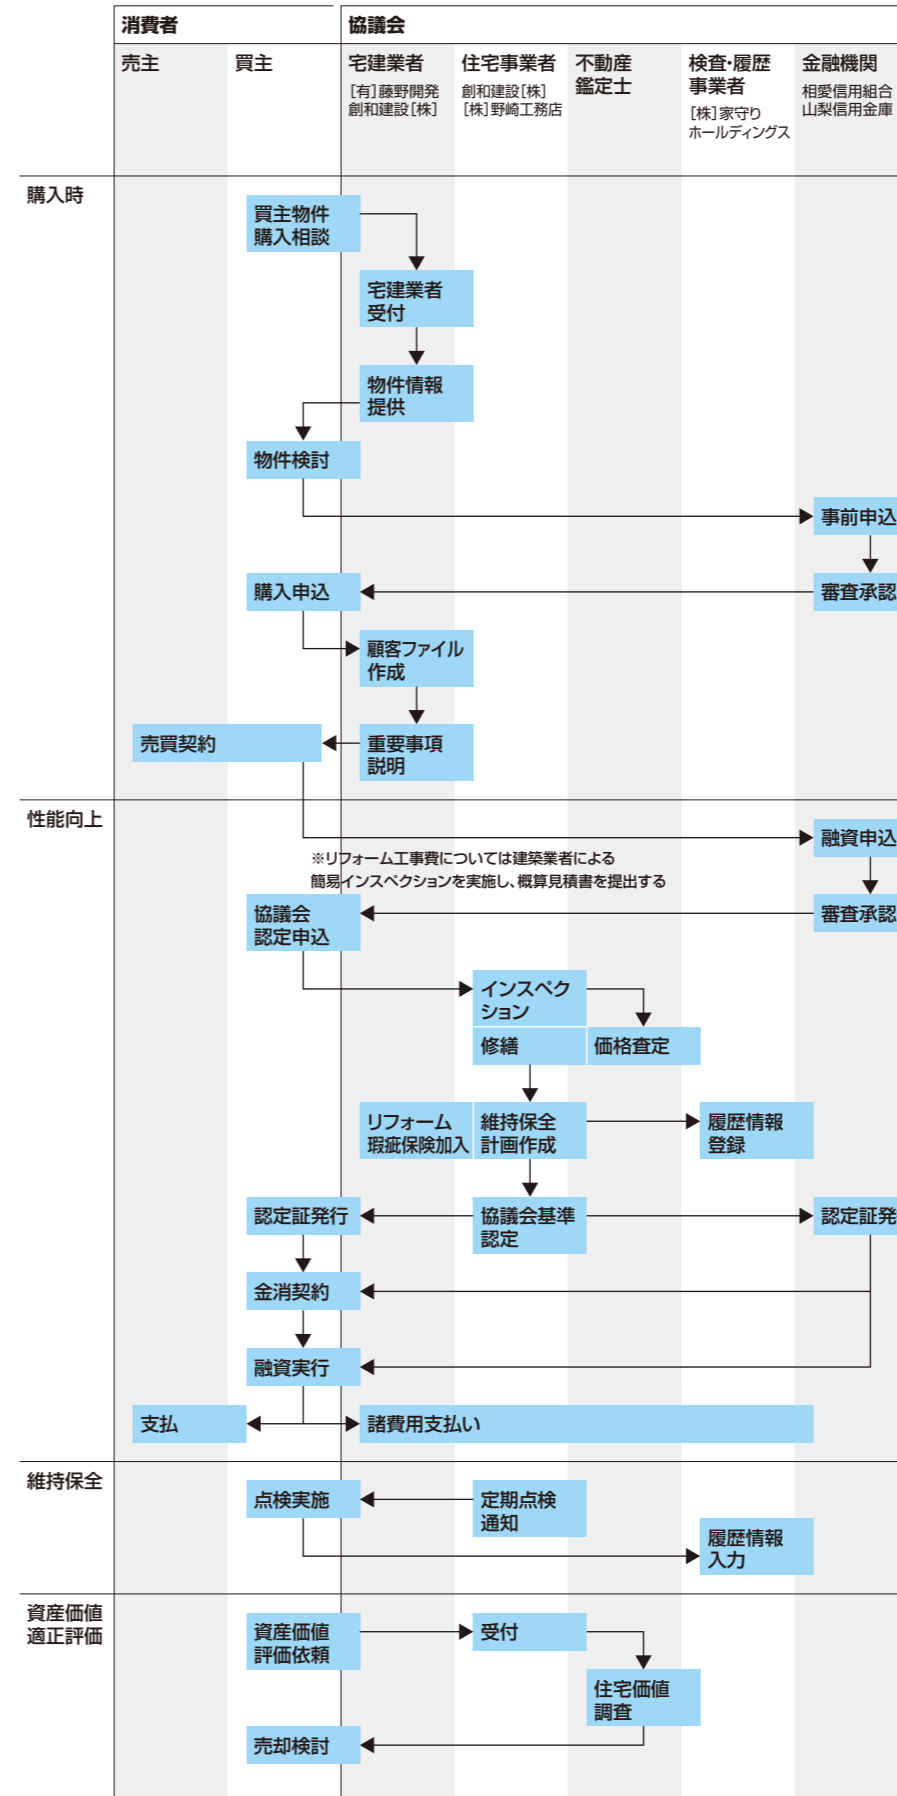 消費者
協議会
売主
買主
宅建業者
[有]藤野開発
創和建設[株]
住宅事業者
創和建設[株]
[株]野崎工務店
不動産
鑑定士
検査・履歴
事業者
[株]家守り
ホールディングス
金融機関
相愛信用組合
山梨信用金庫
購入時
買主物件
購入相談
宅建業者
受付
物件情報
提供
物件検討
事前申込
審査承認
購入申込
顧客ファイル
作成
重要事項
説明
売買契約
性能向上
融資申込
※リフォーム工事費については建築業者による
簡易インスペクションを実施し、概算見積書を提出する
審査承認
協議会
認定申込
インスペク
ション
修繕
価格査定
リフォーム
瑕疵保険加入
維持保全
計画作成
履歴情報
登録
認定証発行
協議会基準
認定
認定証発
金消契約
融資実行
支払
諸費用支払い
維持保全
点検実施
定期点検
通知
履歴情報
入力
資産価値
適正評価
資産価値
評価依頼
受付
住宅価値
調査
売却検討